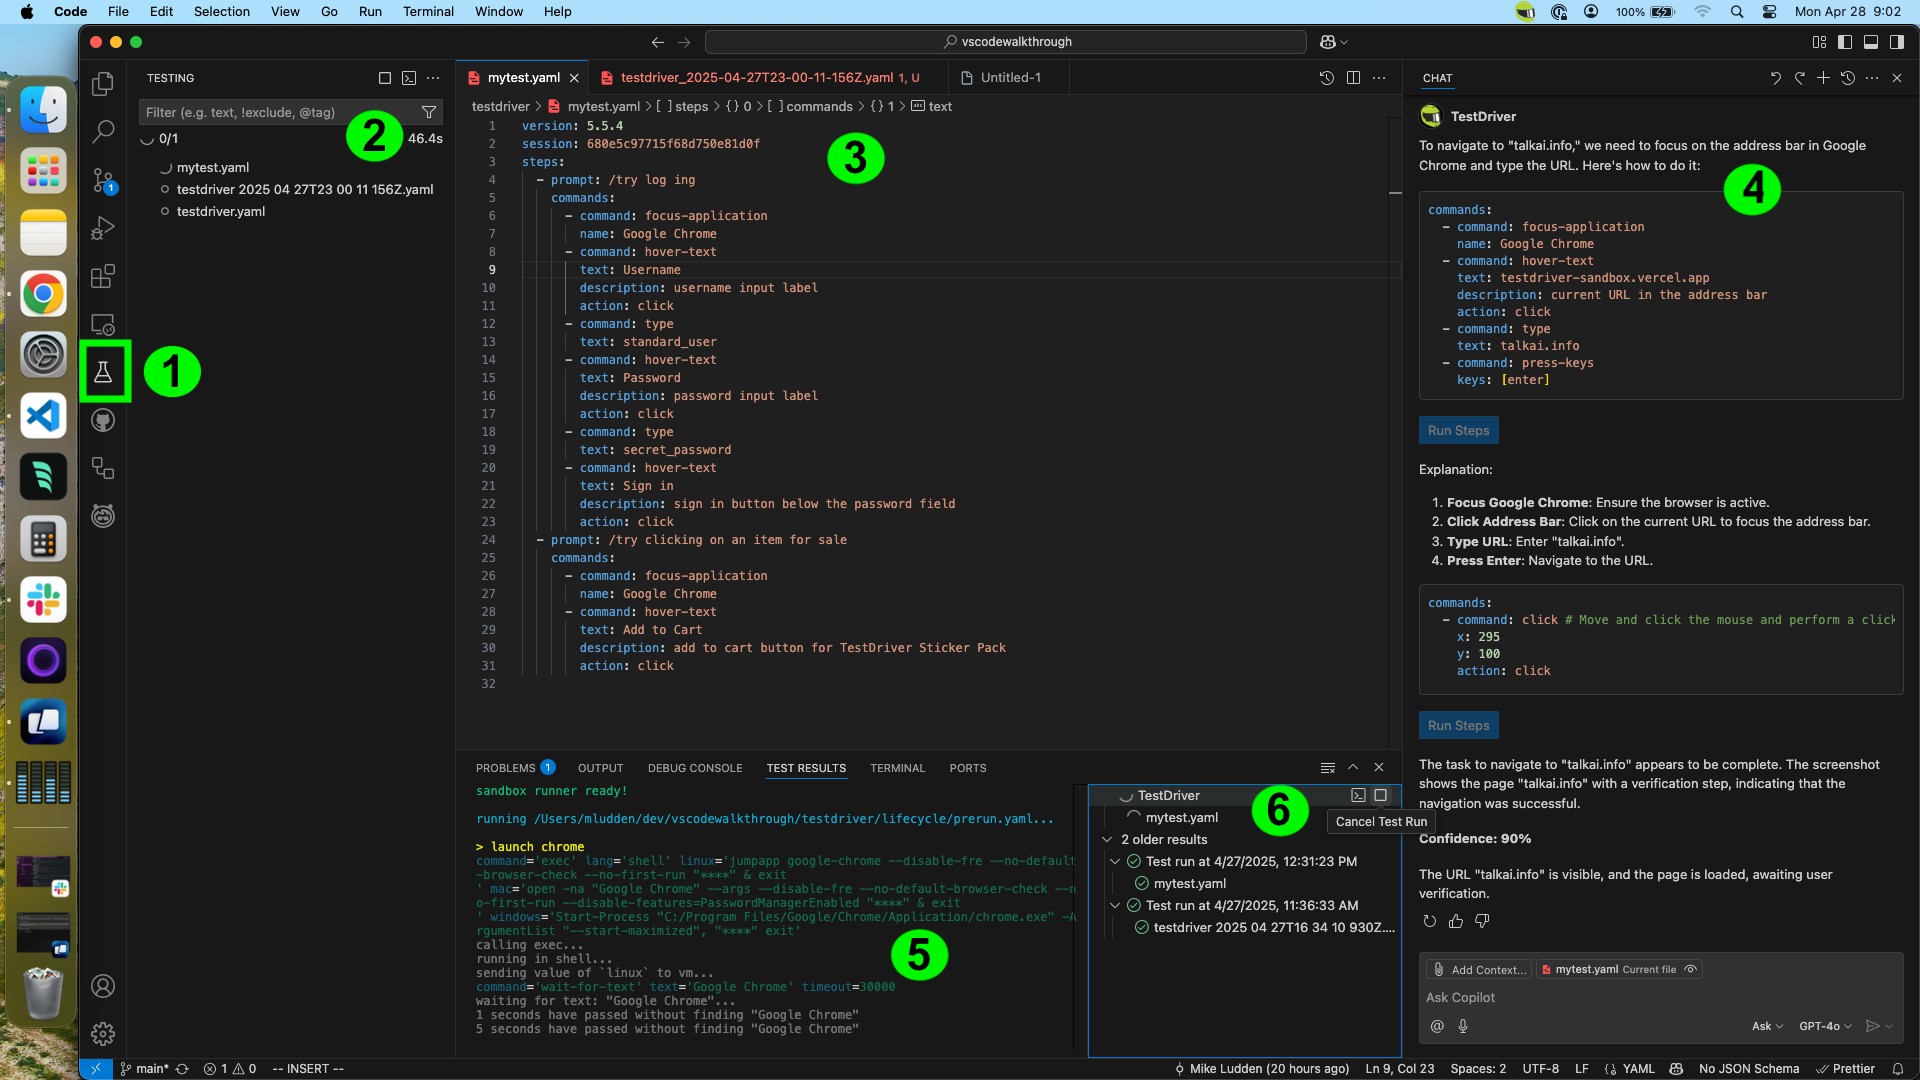 Code File Edit Selection View Go Run Terminal Window Help 100% Mon Apr 28 9:02
vscodewalkthrough
TESTING
Filter (e.g. text, !exclude, @tag)
0/1 46.4s
mytest.yaml
testdriver 2025 04 27T23 00 11 156Z.yaml
testdriver.yaml
1
1
2
mytest.yaml testdriver_2025-04-27T23-00-11-156Z.yaml 1, U Untitled-1
testdriver > mytest.yaml > [ ] steps > { } 0 > [ ] commands > { } 1 > abc text
3
1 version: 5.5.4
2 session: 680e5c97715f68d750e81d0f
3 steps:
4 - prompt: /try log ing
5 commands:
6 - command: focus-application
7 name: Google Chrome
8 - command: hover-text
9 text: Username
10 description: username input label
11 action: click
12 - command: type
13 text: standard_user
14 - command: hover-text
15 text: Password
16 description: password input label
17 action: click
18 - command: type
19 text: secret_password
20 - command: hover-text
21 text: Sign in
22 description: sign in button below the password field
23 action: click
24 - prompt: /try clicking on an item for sale
25 commands:
26 - command: focus-application
27 name: Google Chrome
28 - command: hover-text
29 text: Add to Cart
30 description: add to cart button for TestDriver Sticker Pack
31 action: click
32
PROBLEMS 1 OUTPUT DEBUG CONSOLE TEST RESULTS TERMINAL PORTS
sandbox runner ready!
running /Users/mludden/dev/vscodewalkthrough/testdriver/lifecycle/prerun.yaml...
> launch chrome
command='exec' lang='shell' linux='jumpapp google-chrome --disable-fre --no-default
-browser-check --no-first-run "****" & exit
' mac='open -na "Google Chrome" --args --disable-fre --no-default-browser-check --n
o-first-run --disable-features=PasswordManagerEnabled "****" & exit
' windows='Start-Process "C:/Program Files/Google/Chrome/Application/chrome.exe" -A
rgumentList "--start-maximized", "****" exit'
calling exec...
running in shell...
sending value of `linux` to vm...
command='wait-for-text' text='Google Chrome' timeout=30000
waiting for text: "Google Chrome"...
1 seconds have passed without finding "Google Chrome"
5 seconds have passed without finding "Google Chrome"
5
TestDriver
mytest.yaml
6
Cancel Test Run
2 older results
Test run at 4/27/2025, 12:31:23 PM
mytest.yaml
Test run at 4/27/2025, 11:36:33 AM
testdriver 2025 04 27T16 34 10 930Z....
CHAT
TestDriver
To navigate to "talkai.info," we need to focus on the address bar in Google
Chrome and type the URL. Here's how to do it:
4
commands:
- command: focus-application
name: Google Chrome
- command: hover-text
text: testdriver-sandbox.vercel.app
description: current URL in the address bar
action: click
- command: type
text: talkai.info
- command: press-keys
keys: [enter]
Run Steps
Explanation:
1. Focus Google Chrome: Ensure the browser is active.
2. Click Address Bar: Click on the current URL to focus the address bar.
3. Type URL: Enter "talkai.info".
4. Press Enter: Navigate to the URL.
commands:
- command: click # Move and click the mouse and perform a click
x: 295
y: 100
action: click
Run Steps
The task to navigate to "talkai.info" appears to be complete. The screenshot
shows the page "talkai.info" with a verification step, indicating that the
navigation was successful.
Confidence: 90%
The URL "talkai.info" is visible, and the page is loaded, awaiting user
verification.
Add Context... mytest.yaml Current file
Ask Copilot
@ Ask GPT-4o
main* 1 0 -- INSERT -- Mike Ludden (20 hours ago) Ln 9, Col 23 Spaces: 2 UTF-8 LF YAML No JSON Schema Prettier